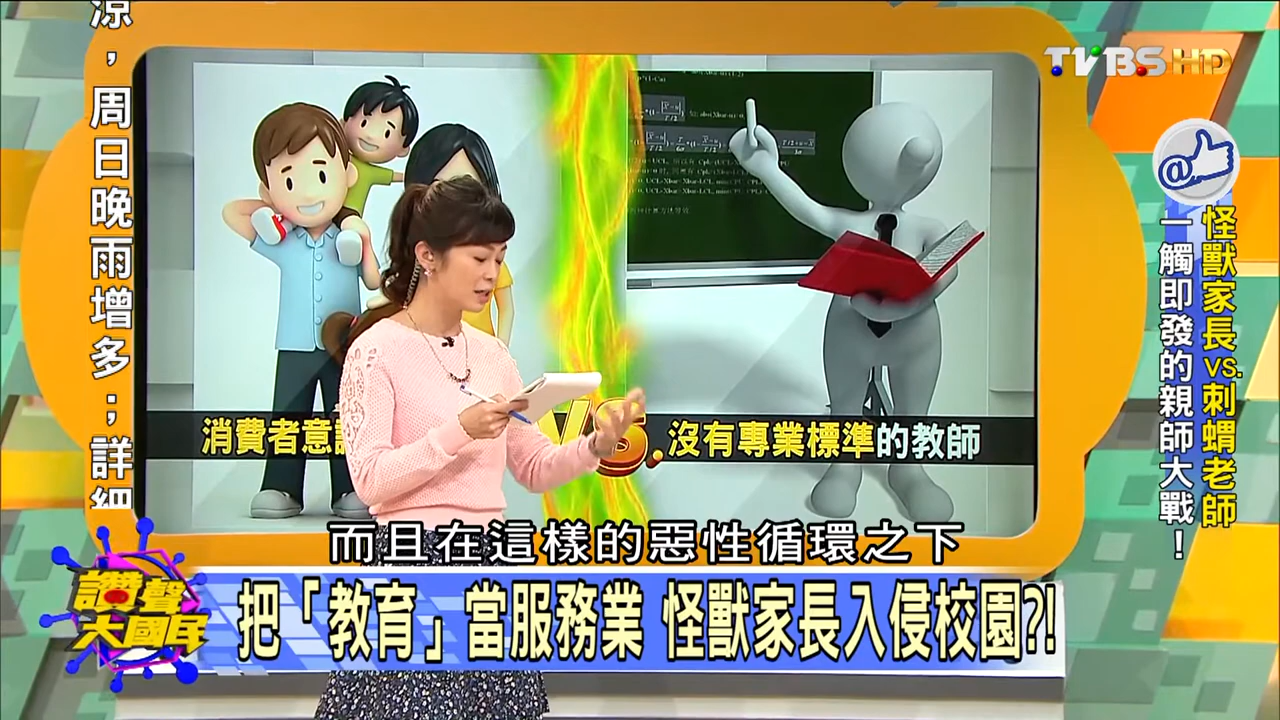 涼，周日晚雨增多；詳細
TVBS HD
怪獸家長vs.刺蝟老師
一觸即發的親師大戰！
消費者意識
VS.
沒有專業標準的教師
而且在這樣的惡性循環之下
讚聲大國民
把「教育」當服務業 怪獸家長入侵校園?!